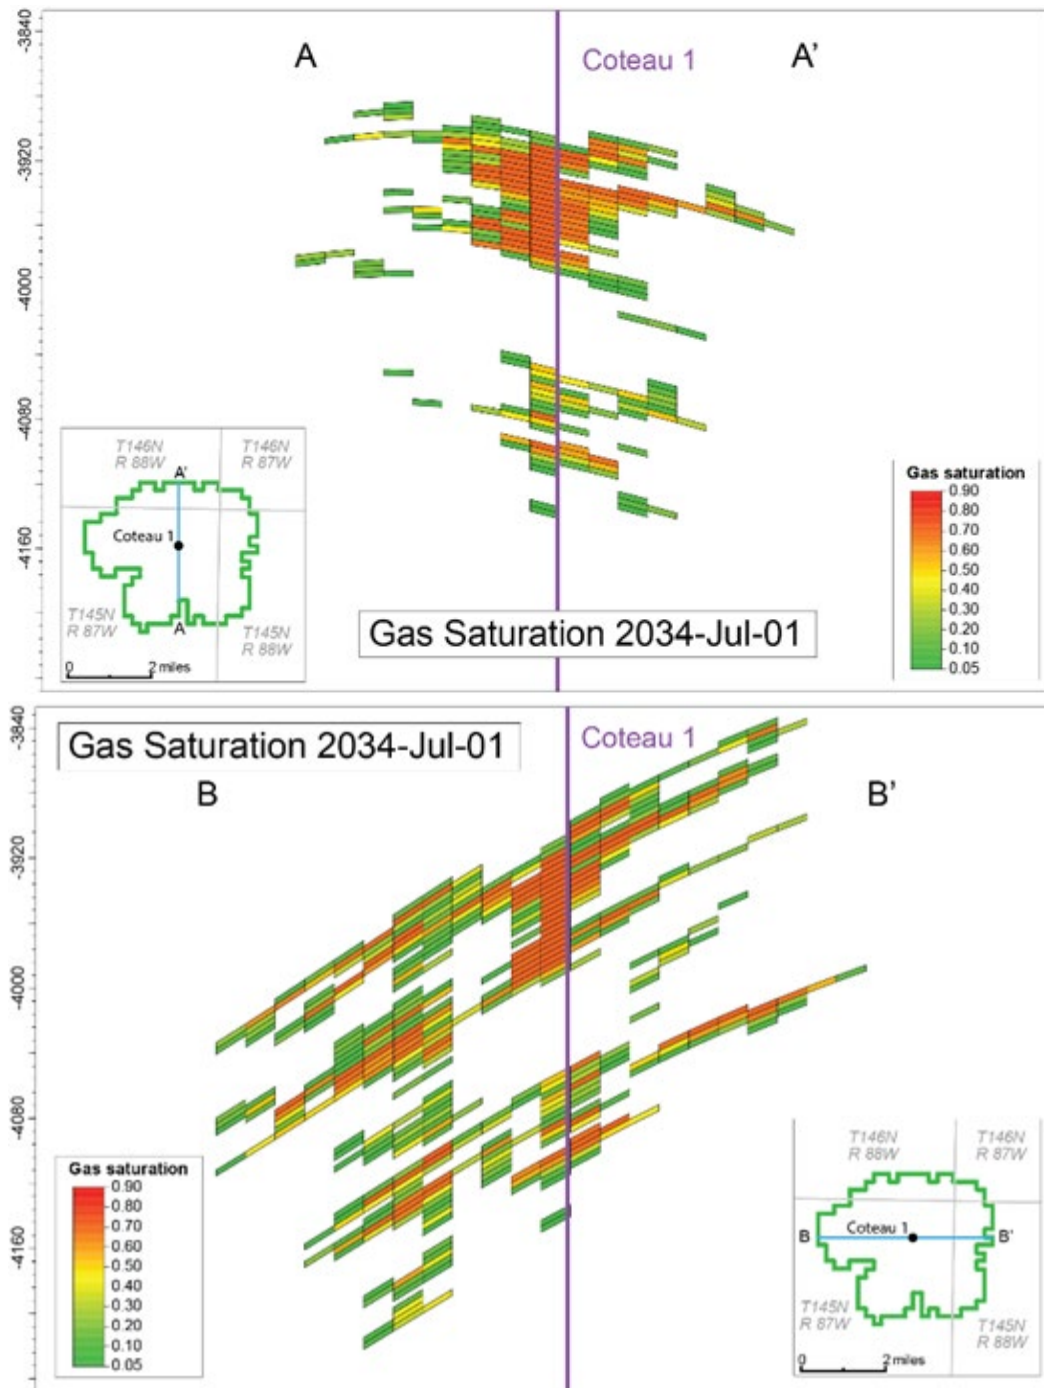 -3840
A
Coteau 1
A'
-3920
-4000
-4080
-4160
T146N
R 88W
T146N
R 87W
A'
Coteau 1
T145N
R 87W
A
T145N
R 88W
0
2 miles
Gas Saturation 2034-Jul-01
Gas saturation
0.90
0.80
0.70
0.60
0.50
0.40
0.30
0.20
0.10
0.05
-3840
Gas Saturation 2034-Jul-01
Coteau 1
B
B'
-3920
-4000
-4080
-4160
Gas saturation
0.90
0.80
0.70
0.60
0.50
0.40
0.30
0.20
0.10
0.05
T146N
R 88W
T146N
R 87W
B
Coteau 1
B'
T145N
R 87W
T145N
R 88W
0
2 miles